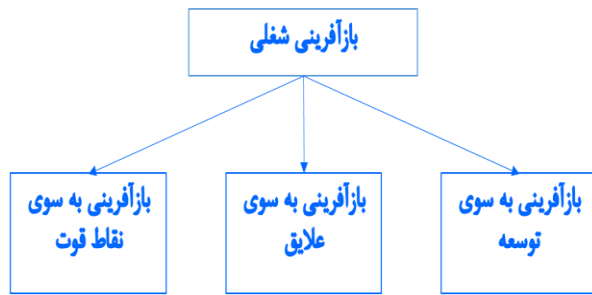 بازآفرینی شغلی
بازآفرینی به سوی
توسعه
بازآفرینی به سوی
علایق
بازآفرینی به سوی
نقاط قوت